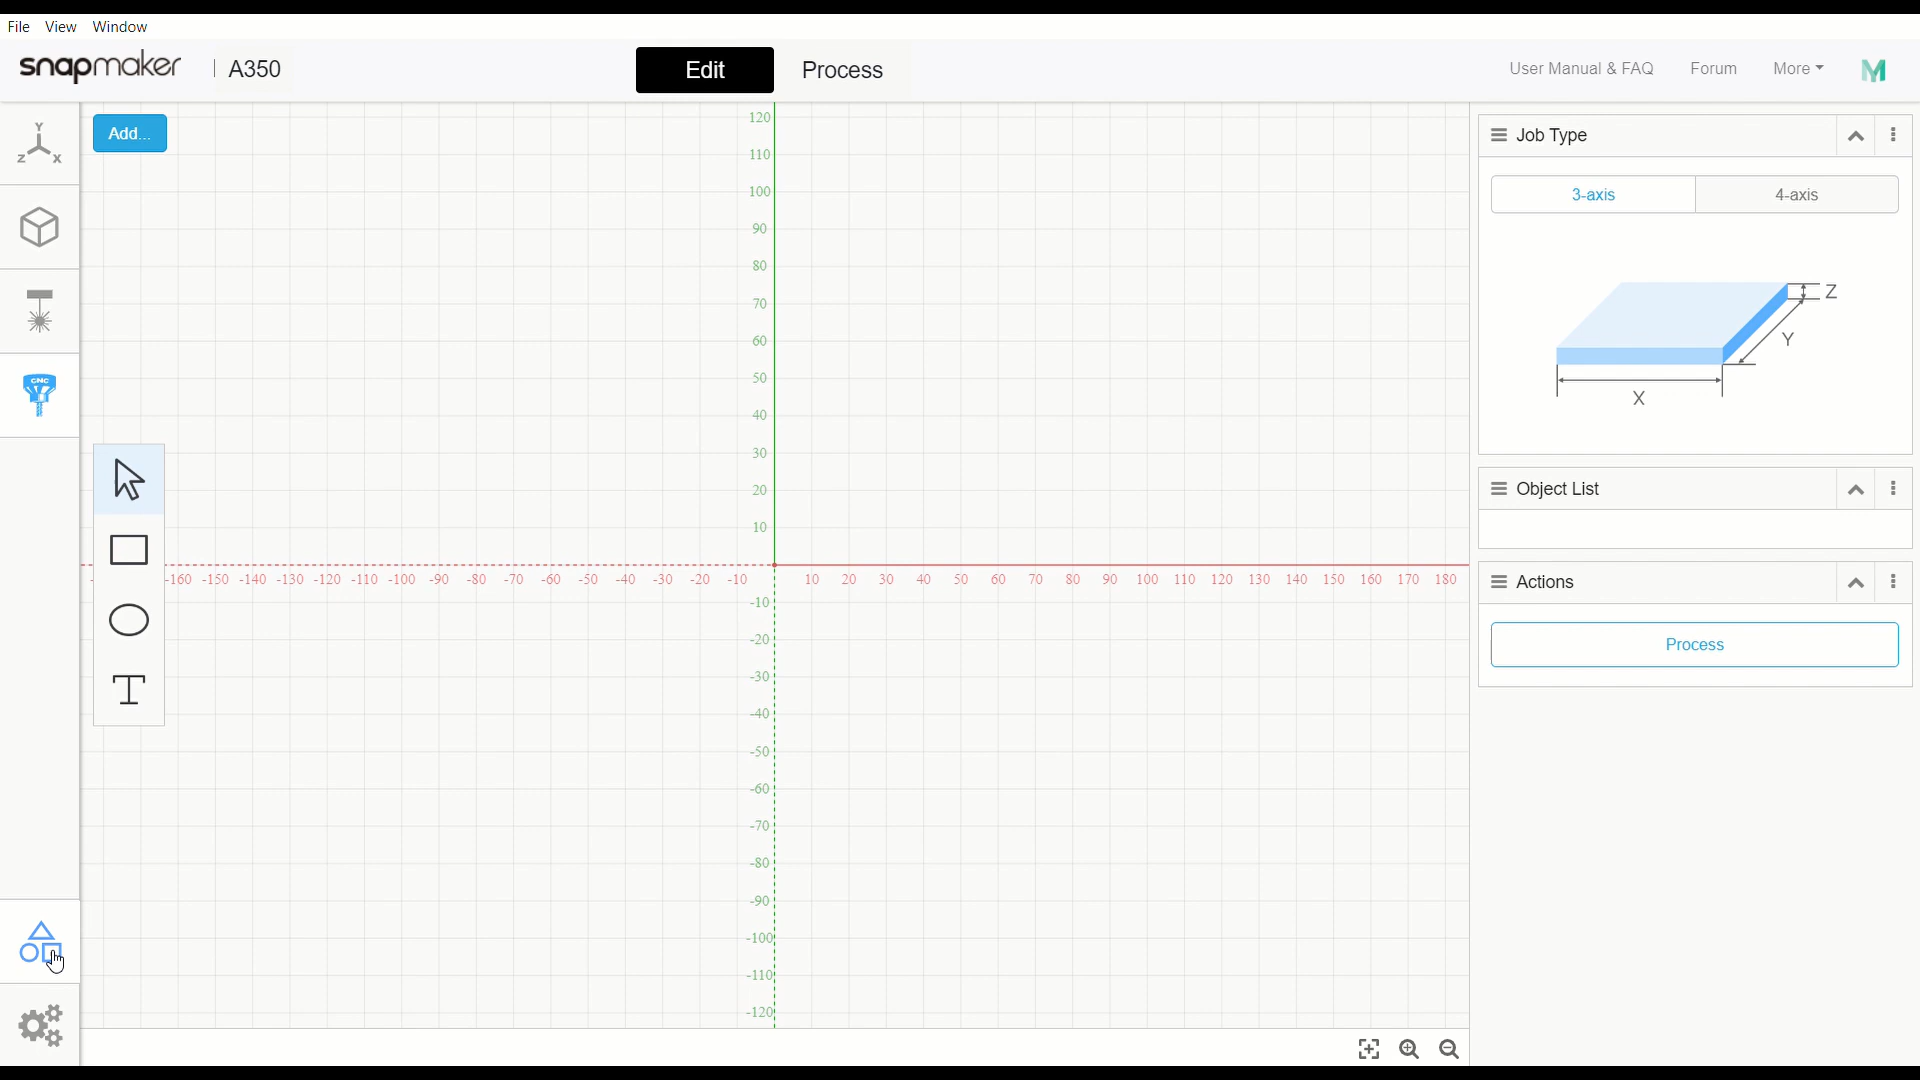 File View Window
snapmaker | A350
Edit Process
User Manual & FAQ Forum More
Add...
Y
Z X
CNC
T
120
110
100
90
80
70
60
50
40
30
20
10
-160 -150 -140 -130 -120 -110 -100 -90 -80 -70 -60 -50 -40 -30 -20 -10 10 20 30 40 50 60 70 80 90 100 110 120 130 140 150 160 170 180
-10
-20
-30
-40
-50
-60
-70
-80
-90
-100
-110
-120
Job Type
3-axis 4-axis
Z
Y
X
Object List
Actions
Process